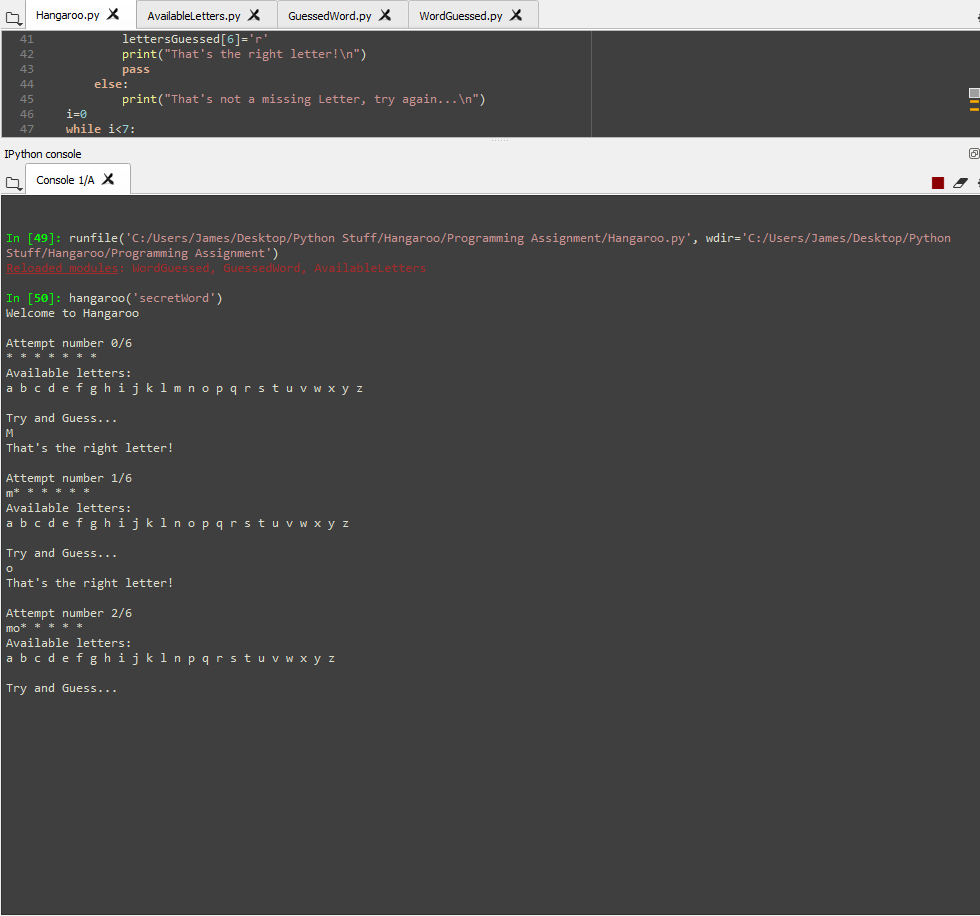 Hangaroo.py AvailableLetters.py GuessedWord.py WordGuessed.py
41 lettersGuessed[6]='r'
42 print("That's the right letter!\n")
43 pass
44 else:
45 print("That's not a missing Letter, try again...\n")
46 i=0
47 while i<7:
IPython console
Console 1/A
In [49]: runfile('C:/Users/James/Desktop/Python Stuff/Hangaroo/Programming Assignment/Hangaroo.py', wdir='C:/Users/James/Desktop/Python
Stuff/Hangaroo/Programming Assignment')
Reloaded modules: WordGuessed, GuessedWord, AvailableLetters
In [50]: hangaroo('secretWord')
Welcome to Hangaroo
Attempt number 0/6
* * * * * * *
Available letters:
a b c d e f g h i j k l m n o p q r s t u v w x y z
Try and Guess...
M
That's the right letter!
Attempt number 1/6
m* * * * * *
Available letters:
a b c d e f g h i j k l n o p q r s t u v w x y z
Try and Guess...
o
That's the right letter!
Attempt number 2/6
mo* * * * *
Available letters:
a b c d e f g h i j k l n p q r s t u v w x y z
Try and Guess...